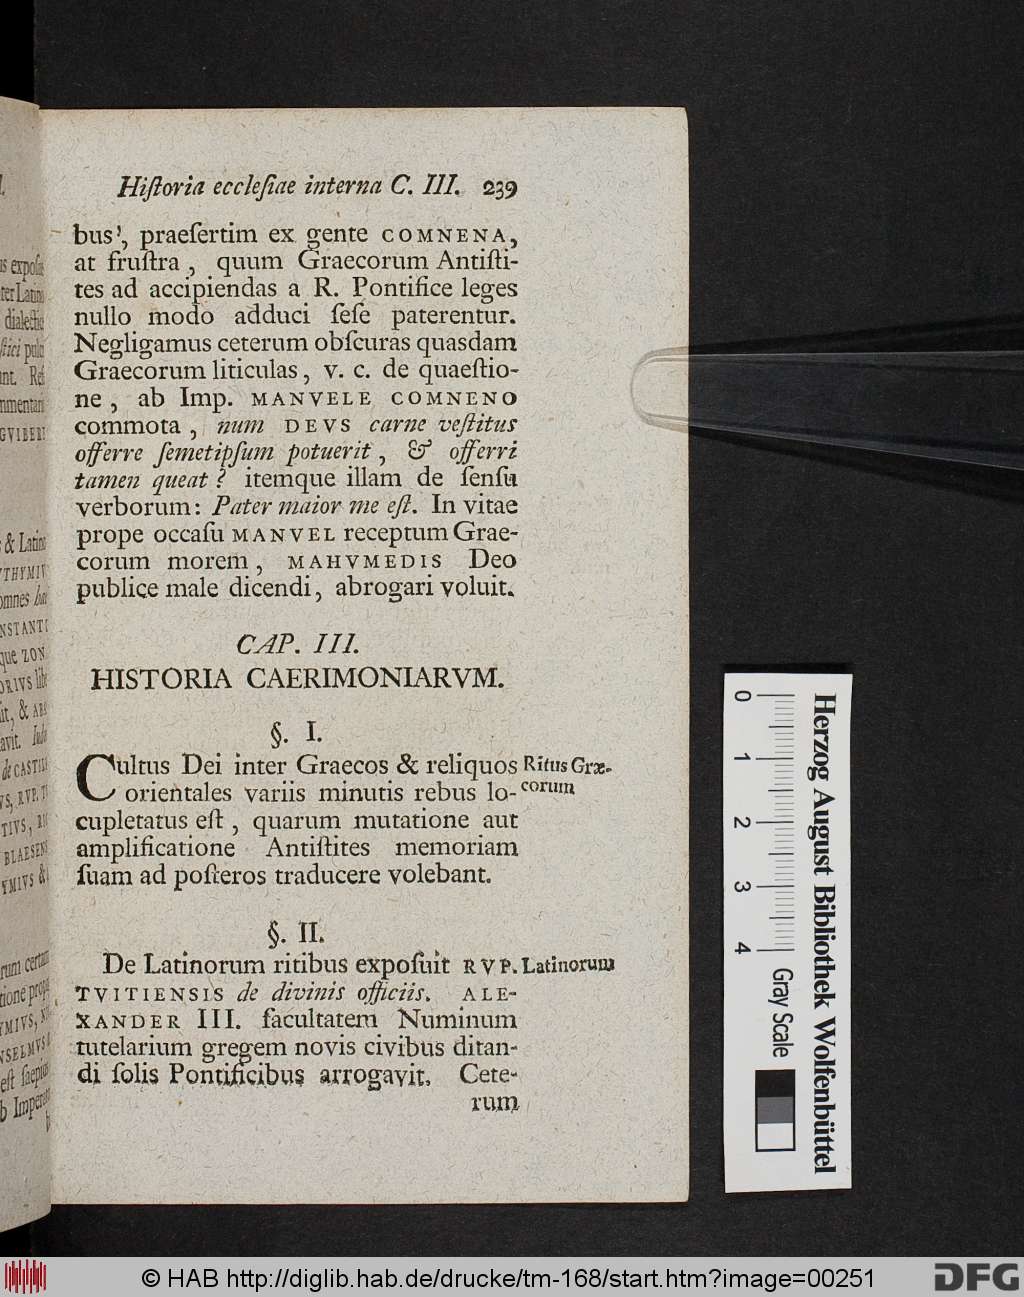 Hiſtoria eccleſiae interna C. III. 239
bus', praeſertim ex gente COMNENA,
at fruſtra, quum Graecorum Antiſti-
tes ad accipiendas a R. Pontifice leges
nullo modo adduci ſeſe paterentur.
Negligamus ceterum obſcuras quasdam
Graecorum liticulas, v. c. de quaeſtio-
ne, ab Imp. MANVELE COMNENO
commota, num DEVS carne veſtitus
offerre ſemetipſum potuerit, & offerri
tamen queat? itemque illam de ſenſu
verborum: Pater maior me eſt. In vitae
prope occaſu MANVEL receptum Grae-
corum morem, MAHVMEDIS Deo
publice male dicendi, abrogari voluit.
CAP. III.
HISTORIA CAERIMONIARVM.
§. I.
Cultus Dei inter Graecos & reliquos Ritus Græ-
orientales variis minutis rebus lo- corum
cupletatus eſt, quarum mutatione aut
amplificatione Antiſtites memoriam
ſuam ad poſteros traducere volebant.
§. II.
De Latinorum ritibus expoſuit RVP. Latinorum
TVITIENSIS de divinis officiis. ALE-
XANDER III. facultatem Numinum
tutelarium gregem novis civibus ditan-
di ſolis Pontificibus arrogavit. Cete-
rum
0 1 2 3 4 Gray Scale
Herzog August Bibliothek Wolfenbüttel
© HAB http://diglib.hab.de/drucke/tm-168/start.htm?image=00251
DFG